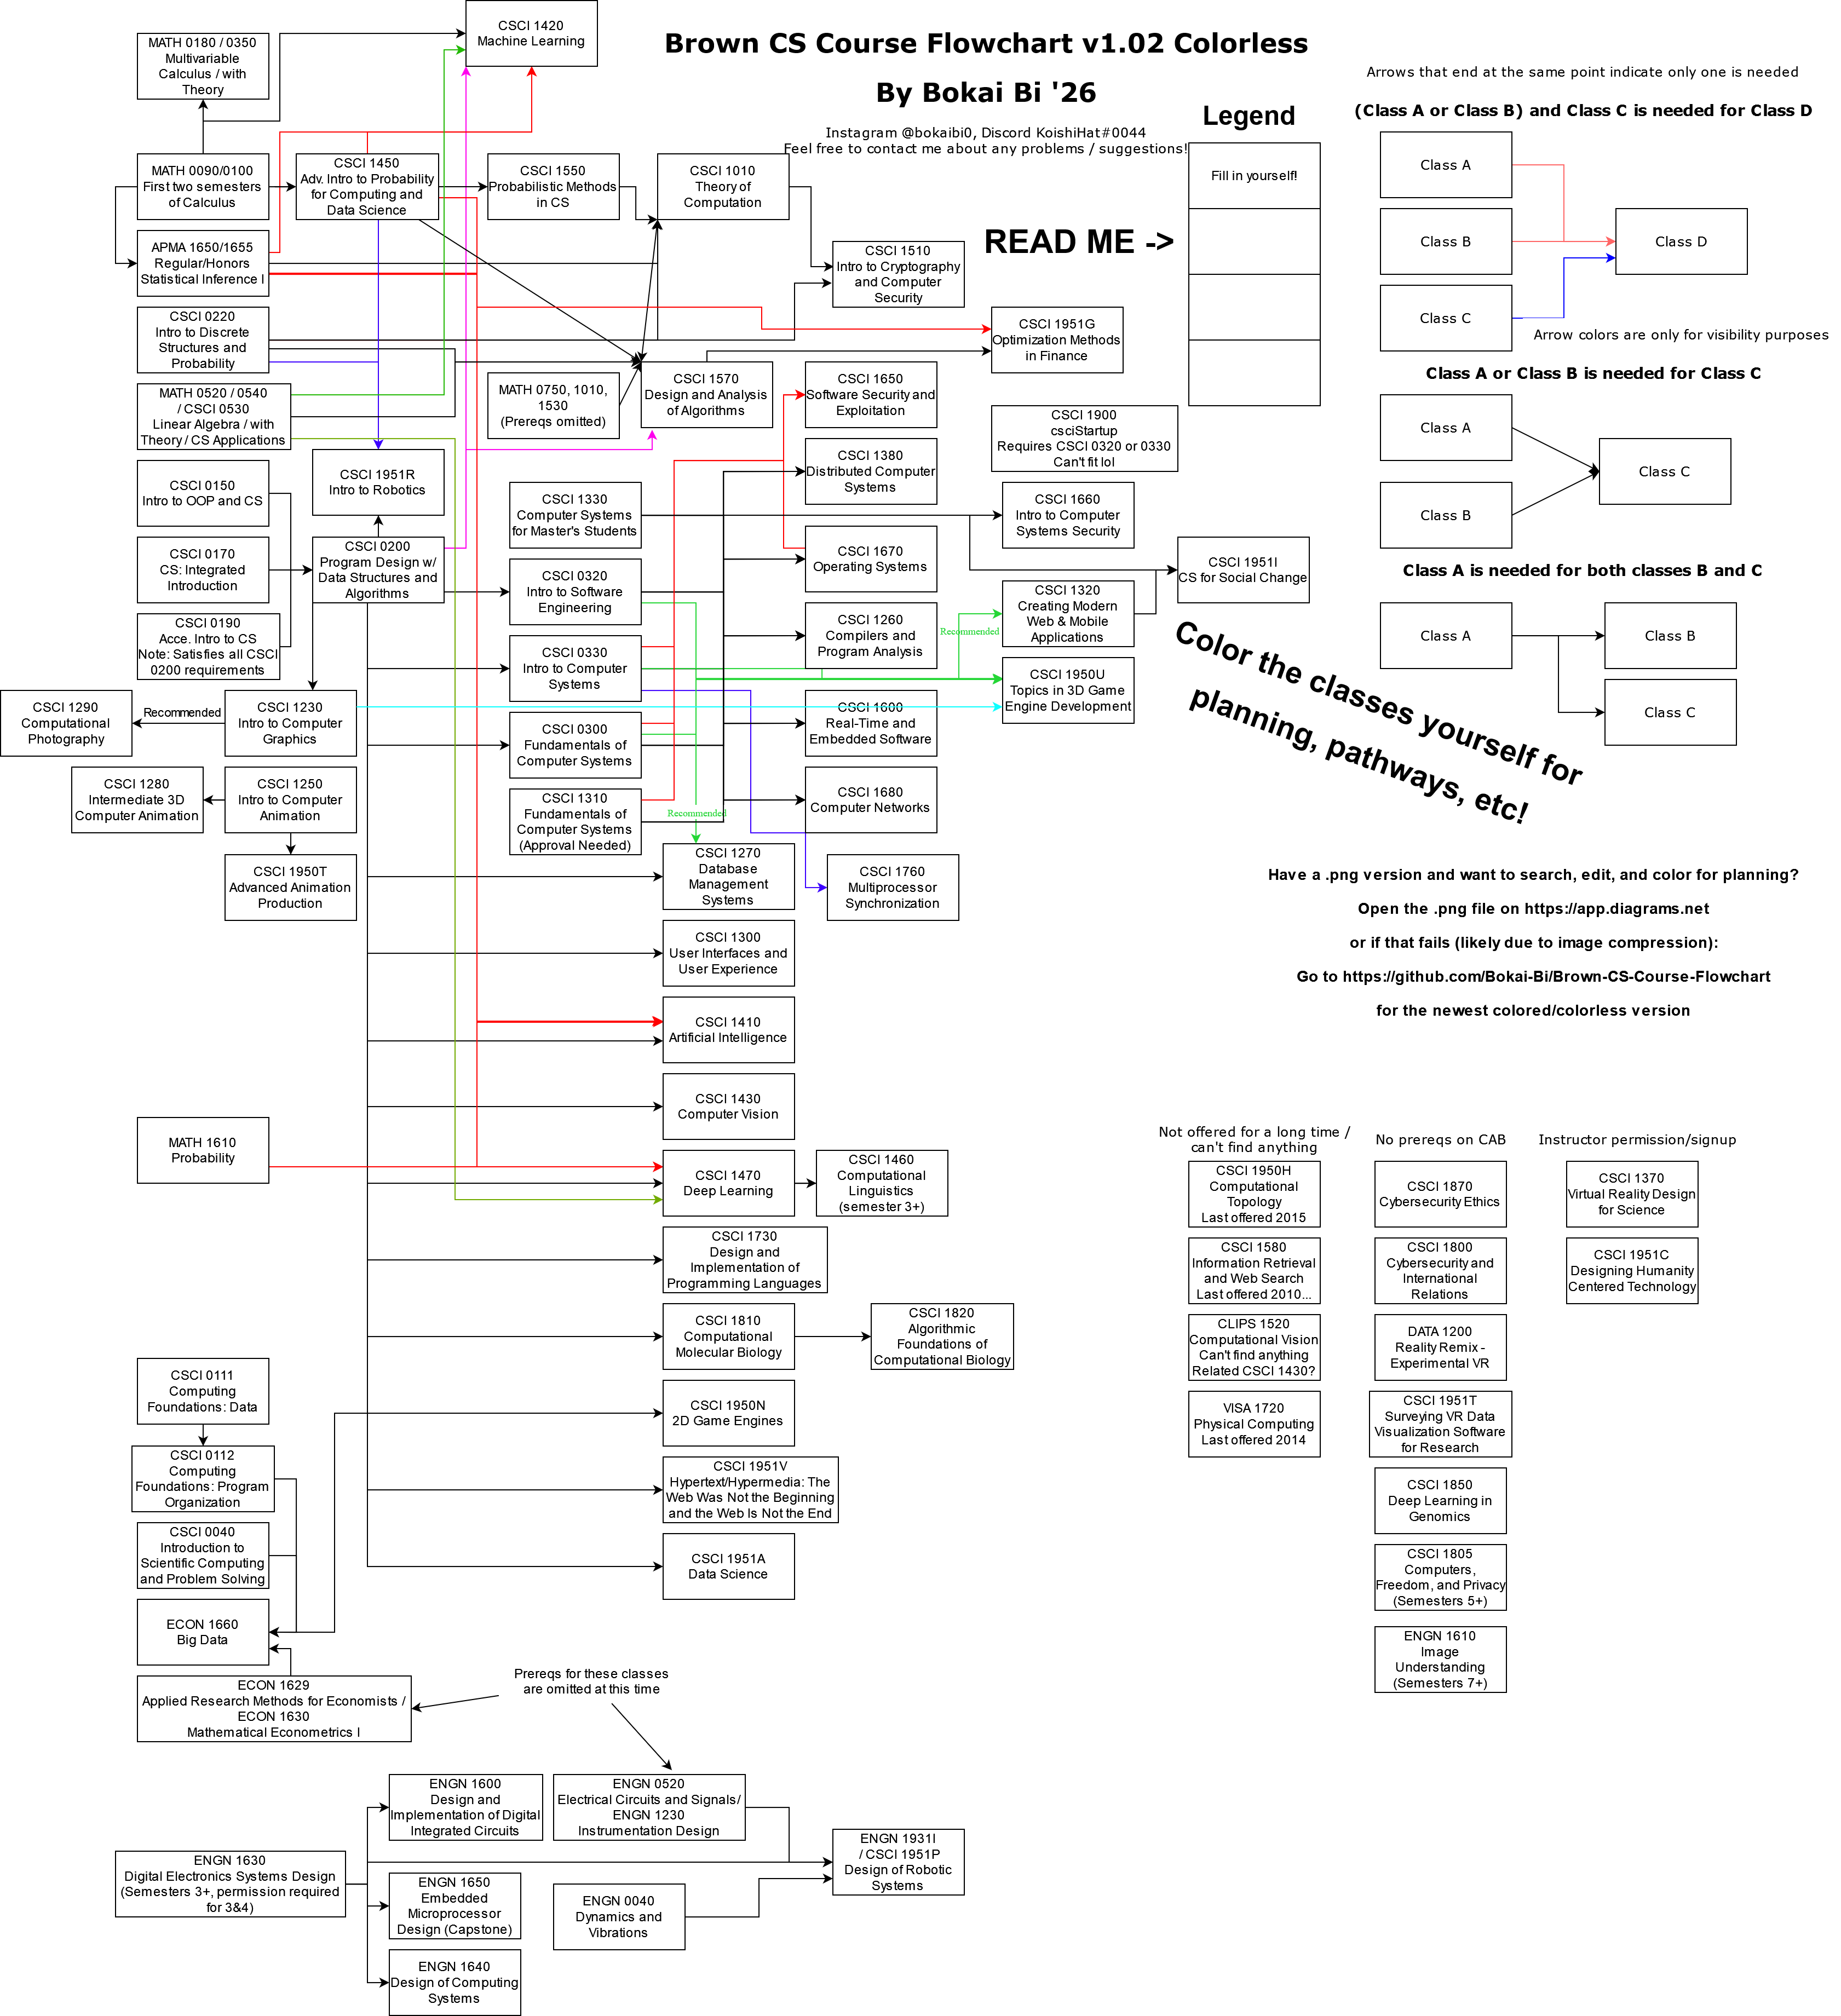 Brown CS Course Flowchart v1.02 Colorless
By Bokai Bi '26
Instagram @bokaibi0, Discord KoishiHat#0044
Feel free to contact me about any problems / suggestions!
CSCI 1420
Machine Learning
MATH 0180 / 0350
Multivariable
Calculus / with
Theory
MATH 0090/0100
First two semesters
of Calculus
CSCI 1450
Adv. Intro to Probability
for Computing and
Data Science
CSCI 1550
Probabilistic Methods
in CS
CSCI 1010
Theory of
Computation
APMA 1650/1655
Regular/Honors
Statistical Inference I
CSCI 1510
Intro to Cryptography
and Computer
Security
CSCI 0220
Intro to Discrete
Structures and
Probability
CSCI 1951G
Optimization Methods
in Finance
MATH 0520 / 0540
/ CSCI 0530
Linear Algebra / with
Theory / CS Applications
MATH 0750, 1010,
1530
(Prereqs omitted)
CSCI 1570
Design and Analysis
of Algorithms
CSCI 1650
Software Security and
Exploitation
CSCI 1900
csciStartup
Requires CSCI 0320 or 0330
Can't fit lol
CSCI 0150
Intro to OOP and CS
CSCI 1951R
Intro to Robotics
CSCI 1380
Distributed Computer
Systems
CSCI 1330
Computer Systems
for Master's Students
CSCI 1660
Intro to Computer
Systems Security
CSCI 0170
CS: Integrated
Introduction
CSCI 0200
Program Design w/
Data Structures and
Algorithms
CSCI 1670
Operating Systems
CSCI 1951I
CS for Social Change
CSCI 0320
Intro to Software
Engineering
CSCI 1320
Creating Modern
Web & Mobile
Applications
CSCI 0190
Acce. Intro to CS
Note: Satisfies all CSCI
0200 requirements
CSCI 0330
Intro to Computer
Systems
CSCI 1260
Compilers and
Program Analysis
Recommended
CSCI 1950U
Topics in 3D Game
Engine Development
CSCI 1290
Computational
Photography
Recommended
CSCI 1230
Intro to Computer
Graphics
CSCI 0300
Fundamentals of
Computer Systems
CSCI 1600
Real-Time and
Embedded Software
CSCI 1280
Intermediate 3D
Computer Animation
CSCI 1250
Intro to Computer
Animation
CSCI 1310
Fundamentals of
Computer Systems
(Approval Needed)
CSCI 1680
Computer Networks
Recommended
CSCI 1950T
Advanced Animation
Production
CSCI 1270
Database
Management
Systems
CSCI 1760
Multiprocessor
Synchronization
CSCI 1300
User Interfaces and
User Experience
CSCI 1410
Artificial Intelligence
CSCI 1430
Computer Vision
MATH 1610
Probability
CSCI 1470
Deep Learning
CSCI 1460
Computational
Linguistics
(semester 3+)
CSCI 1730
Design and
Implementation of
Programming Languages
CSCI 1810
Computational
Molecular Biology
CSCI 1820
Algorithmic
Foundations of
Computational Biology
CSCI 0111
Computing
Foundations: Data
CSCI 1950N
2D Game Engines
CSCI 0112
Computing
Foundations: Program
Organization
CSCI 1951V
Hypertext/Hypermedia: The
Web Was Not the Beginning
and the Web Is Not the End
CSCI 0040
Introduction to
Scientific Computing
and Problem Solving
CSCI 1951A
Data Science
ECON 1660
Big Data
ECON 1629
Applied Research Methods for Economists /
ECON 1630
Mathematical Econometrics I
Prereqs for these classes
are omitted at this time
ENGN 1600
Design and
Implementation of Digital
Integrated Circuits
ENGN 0520
Electrical Circuits and Signals/
ENGN 1230
Instrumentation Design
ENGN 1630
Digital Electronics Systems Design
(Semesters 3+, permission required
for 3&4)
ENGN 1931I
/ CSCI 1951P
Design of Robotic
Systems
ENGN 1650
Embedded
Microprocessor
Design (Capstone)
ENGN 0040
Dynamics and
Vibrations
ENGN 1640
Design of Computing
Systems
Legend
Fill in yourself!
READ ME ->
Arrows that end at the same point indicate only one is needed
(Class A or Class B) and Class C is needed for Class D
Class A
Class B
Class D
Class C
Arrow colors are only for visibility purposes
Class A or Class B is needed for Class C
Class A
Class C
Class B
Class A is needed for both classes B and C
Class A
Class B
Class C
Color the classes yourself for
planning, pathways, etc!
Have a .png version and want to search, edit, and color for planning?
Open the .png file on https://app.diagrams.net
or if that fails (likely due to image compression):
Go to https://github.com/Bokai-Bi/Brown-CS-Course-Flowchart
for the newest colored/colorless version
Not offered for a long time /
can't find anything
CSCI 1950H
Computational
Topology
Last offered 2015
CSCI 1580
Information Retrieval
and Web Search
Last offered 2010...
CLIPS 1520
Computational Vision
Can't find anything
Related CSCI 1430?
VISA 1720
Physical Computing
Last offered 2014
No prereqs on CAB
CSCI 1870
Cybersecurity Ethics
CSCI 1800
Cybersecurity and
International
Relations
DATA 1200
Reality Remix -
Experimental VR
CSCI 1951T
Surveying VR Data
Visualization Software
for Research
CSCI 1850
Deep Learning in
Genomics
CSCI 1805
Computers,
Freedom, and Privacy
(Semesters 5+)
ENGN 1610
Image
Understanding
(Semesters 7+)
Instructor permission/signup
CSCI 1370
Virtual Reality Design
for Science
CSCI 1951C
Designing Humanity
Centered Technology